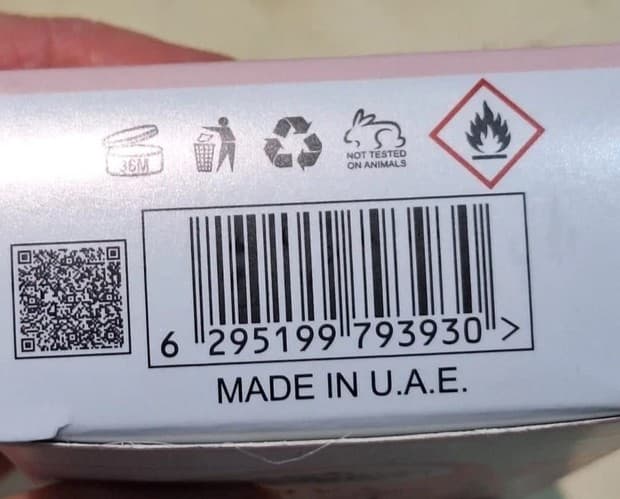 36M
NOT TESTED
ON ANIMALS
6 295199 793930 >
MADE IN U.A.E.